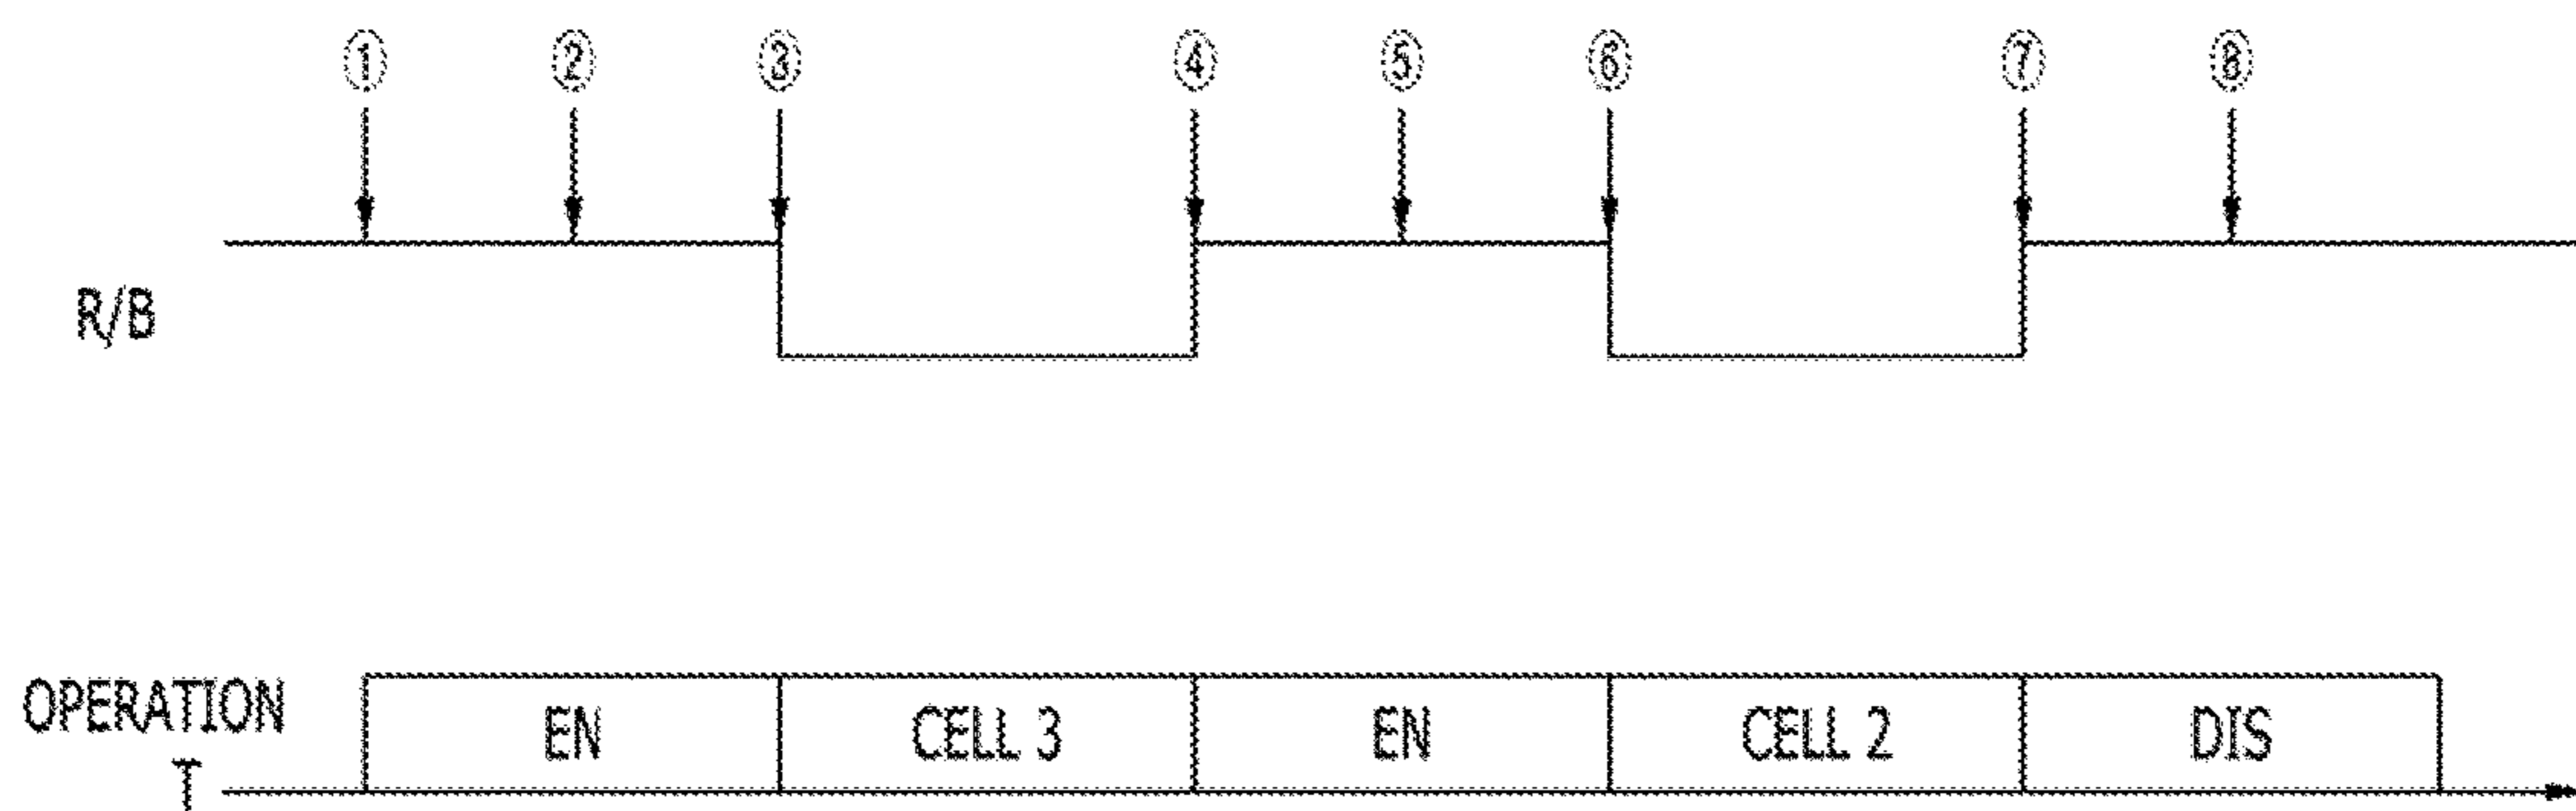 ① ② ③ ④ ⑤ ⑥ ⑦ ⑧
R/B
OPERATION
EN CELL 3 EN CELL 2 DIS
T